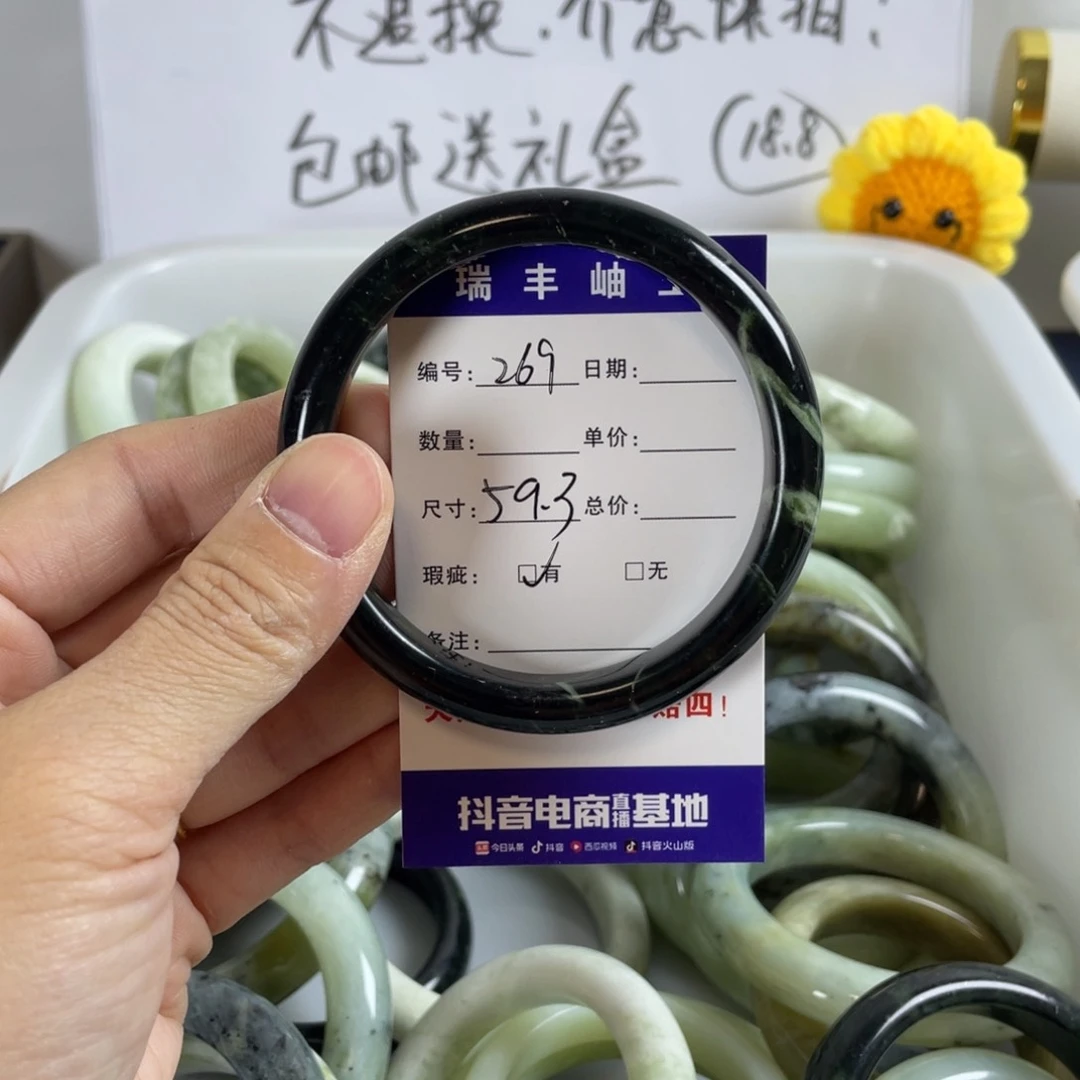 不退换,介意慎拍!
包邮送礼盒 (18.8)
瑞丰岫
编号: 269 日期:
数量: 单价:
尺寸: 59.3 总价:
瑕疵: ☑有 □无
备注:
赔四!
抖音电商直播基地
今日头条 抖音 西瓜视频 抖音火山版